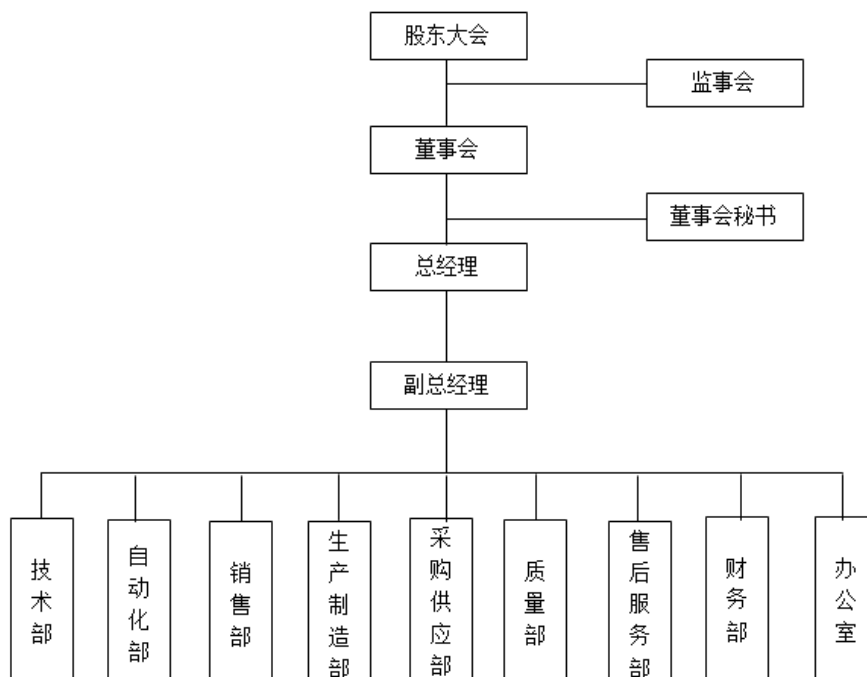 股东大会
监事会
董事会
董事会秘书
总经理
副总经理
技术部
自动化部
销售部
生产制造部
采购供应部
质量部
售后服务部
财务部
办公室